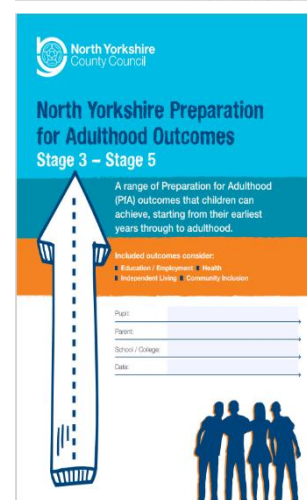 North Yorkshire
County Council
North Yorkshire Preparation
for Adulthood Outcomes
Stage 3 – Stage 5
A range of Preparation for Adulthood
(PfA) outcomes that children can
achieve, starting from their earliest
years through to adulthood.
Included outcomes consider:
Education / Employment Health
Independent Living Community Inclusion
Pupil:
Parent:
School / College:
Date: